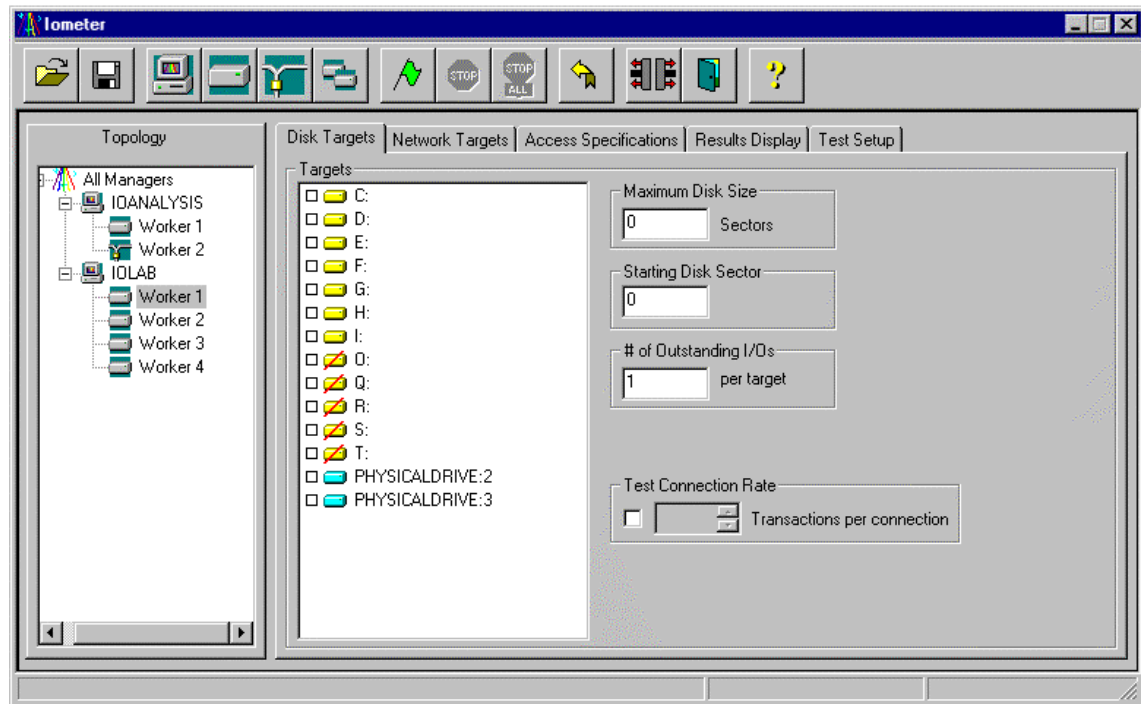 Iometer
STOP
STOP
ALL
Topology
All Managers
IOANALYSIS
Worker 1
Worker 2
IOLAB
Worker 1
Worker 2
Worker 3
Worker 4
Disk Targets
Network Targets
Access Specifications
Results Display
Test Setup
Targets
C:
D:
E:
F:
G:
H:
I:
O:
Q:
R:
S:
T:
PHYSICALDRIVE:2
PHYSICALDRIVE:3
Maximum Disk Size
0 Sectors
Starting Disk Sector
0
# of Outstanding I/Os
1 per target
Test Connection Rate
Transactions per connection